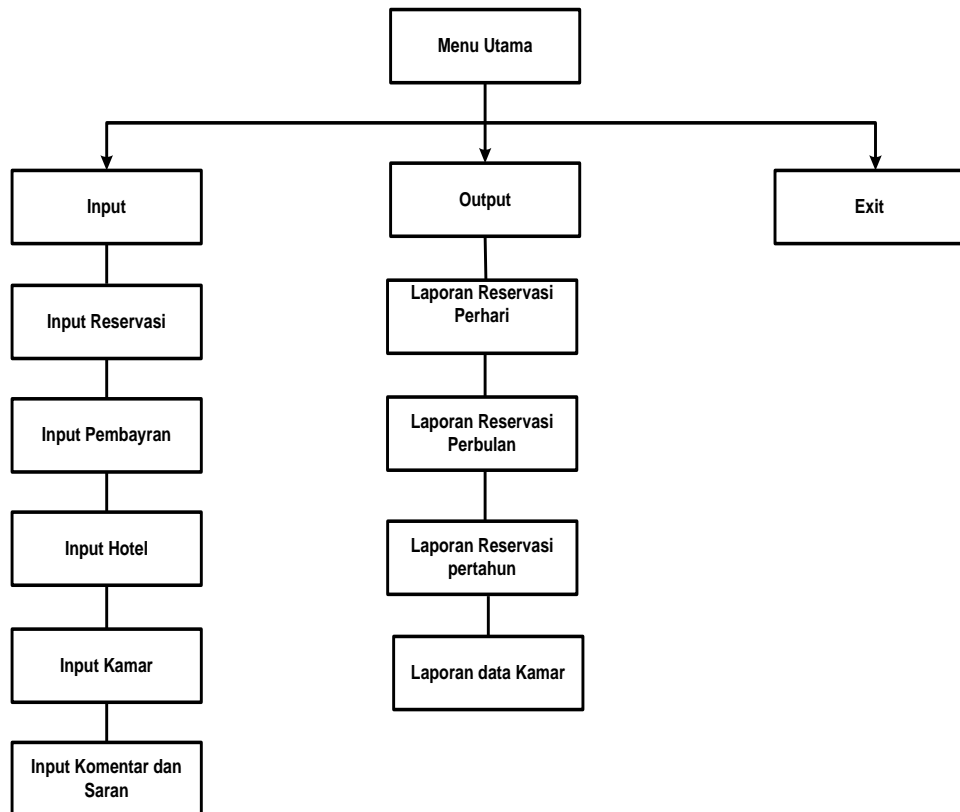 Menu Utama
Input
Output
Exit
Input Reservasi
Laporan Reservasi
Perhari
Input Pembayran
Laporan Reservasi
Perbulan
Input Hotel
Laporan Reservasi
pertahun
Input Kamar
Laporan data Kamar
Input Komentar dan
Saran